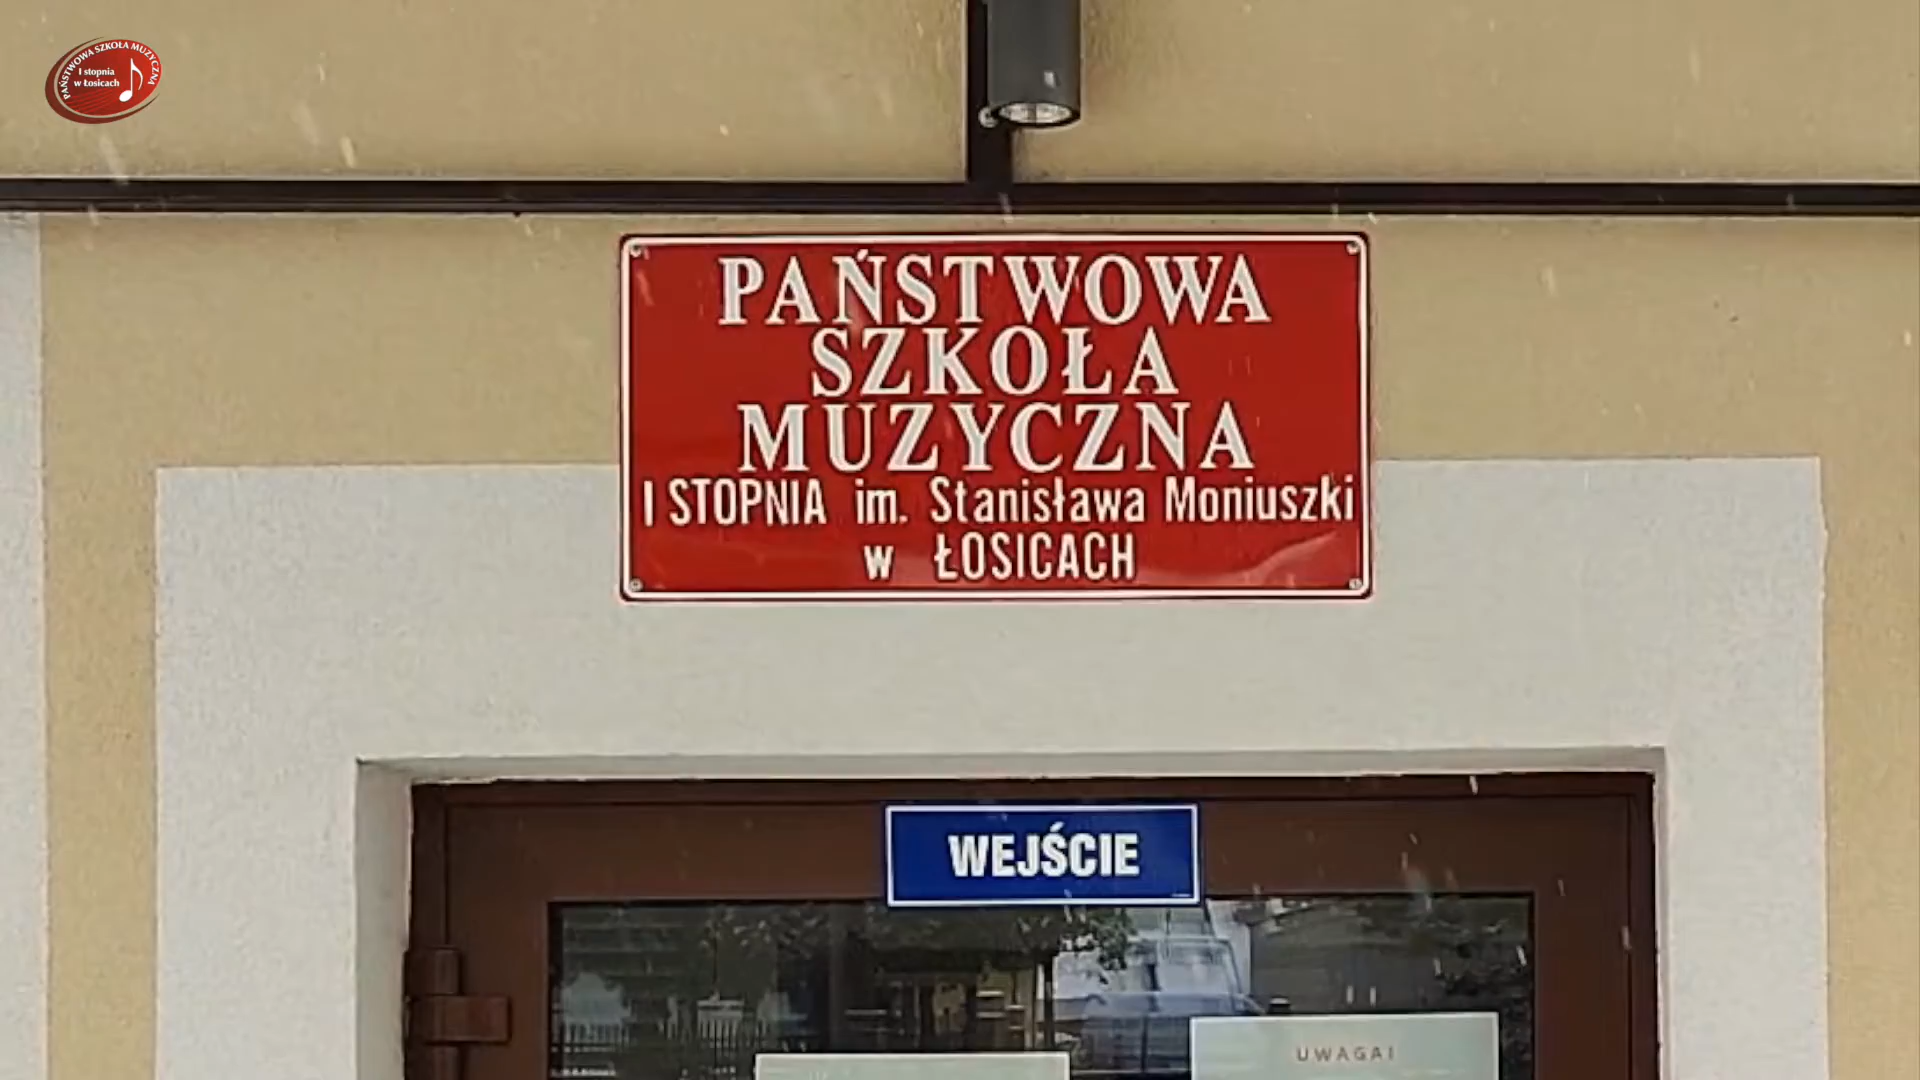 PAŃSTWOWA SZKOŁA MUZYCZNA
I stopnia
w Łosicach
PAŃSTWOWA
SZKOŁA
MUZYCZNA
I STOPNIA im. Stanisława Moniuszki
w ŁOSICACH
WEJŚCIE
UWAGA!